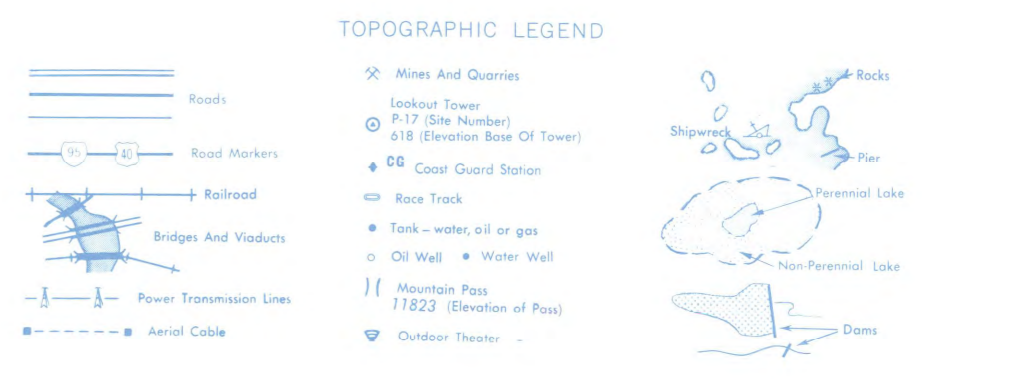 TOPOGRAPHIC LEGEND
Roads
95 40 Road Markers
Railroad
Bridges And Viaducts
Power Transmission Lines
Aerial Cable
Mines And Quarries
Lookout Tower
P-17 (Site Number)
618 (Elevation Base Of Tower)
CG Coast Guard Station
Race Track
Tank – water, oil or gas
Oil Well Water Well
Mountain Pass
11823 (Elevation of Pass)
Outdoor Theater
Rocks
Shipwreck
Pier
Perennial Lake
Non-Perennial Lake
Dams